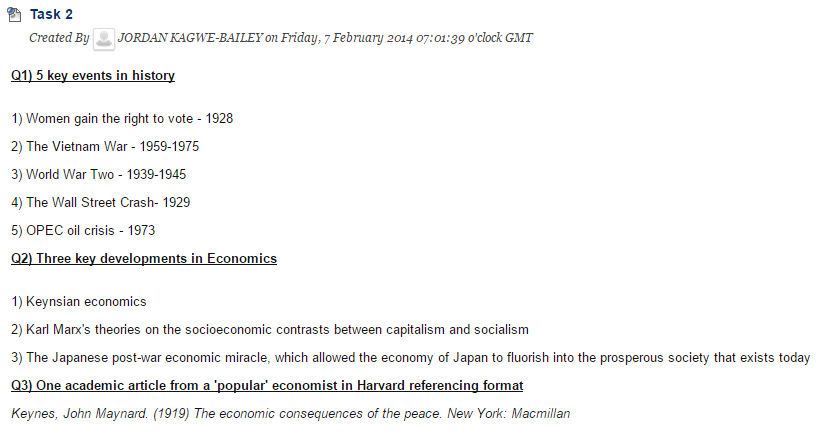 Task 2
Created By JORDAN KAGWE-BAILEY on Friday, 7 February 2014 07:01:39 o'clock GMT
Q1) 5 key events in history
1) Women gain the right to vote - 1928
2) The Vietnam War - 1959-1975
3) World War Two - 1939-1945
4) The Wall Street Crash- 1929
5) OPEC oil crisis - 1973
Q2) Three key developments in Economics
1) Keynsian economics
2) Karl Marx's theories on the socioeconomic contrasts between capitalism and socialism
3) The Japanese post-war economic miracle, which allowed the economy of Japan to fluorish into the prosperous society that exists today
Q3) One academic article from a 'popular' economist in Harvard referencing format
Keynes, John Maynard. (1919) The economic consequences of the peace. New York: Macmillan